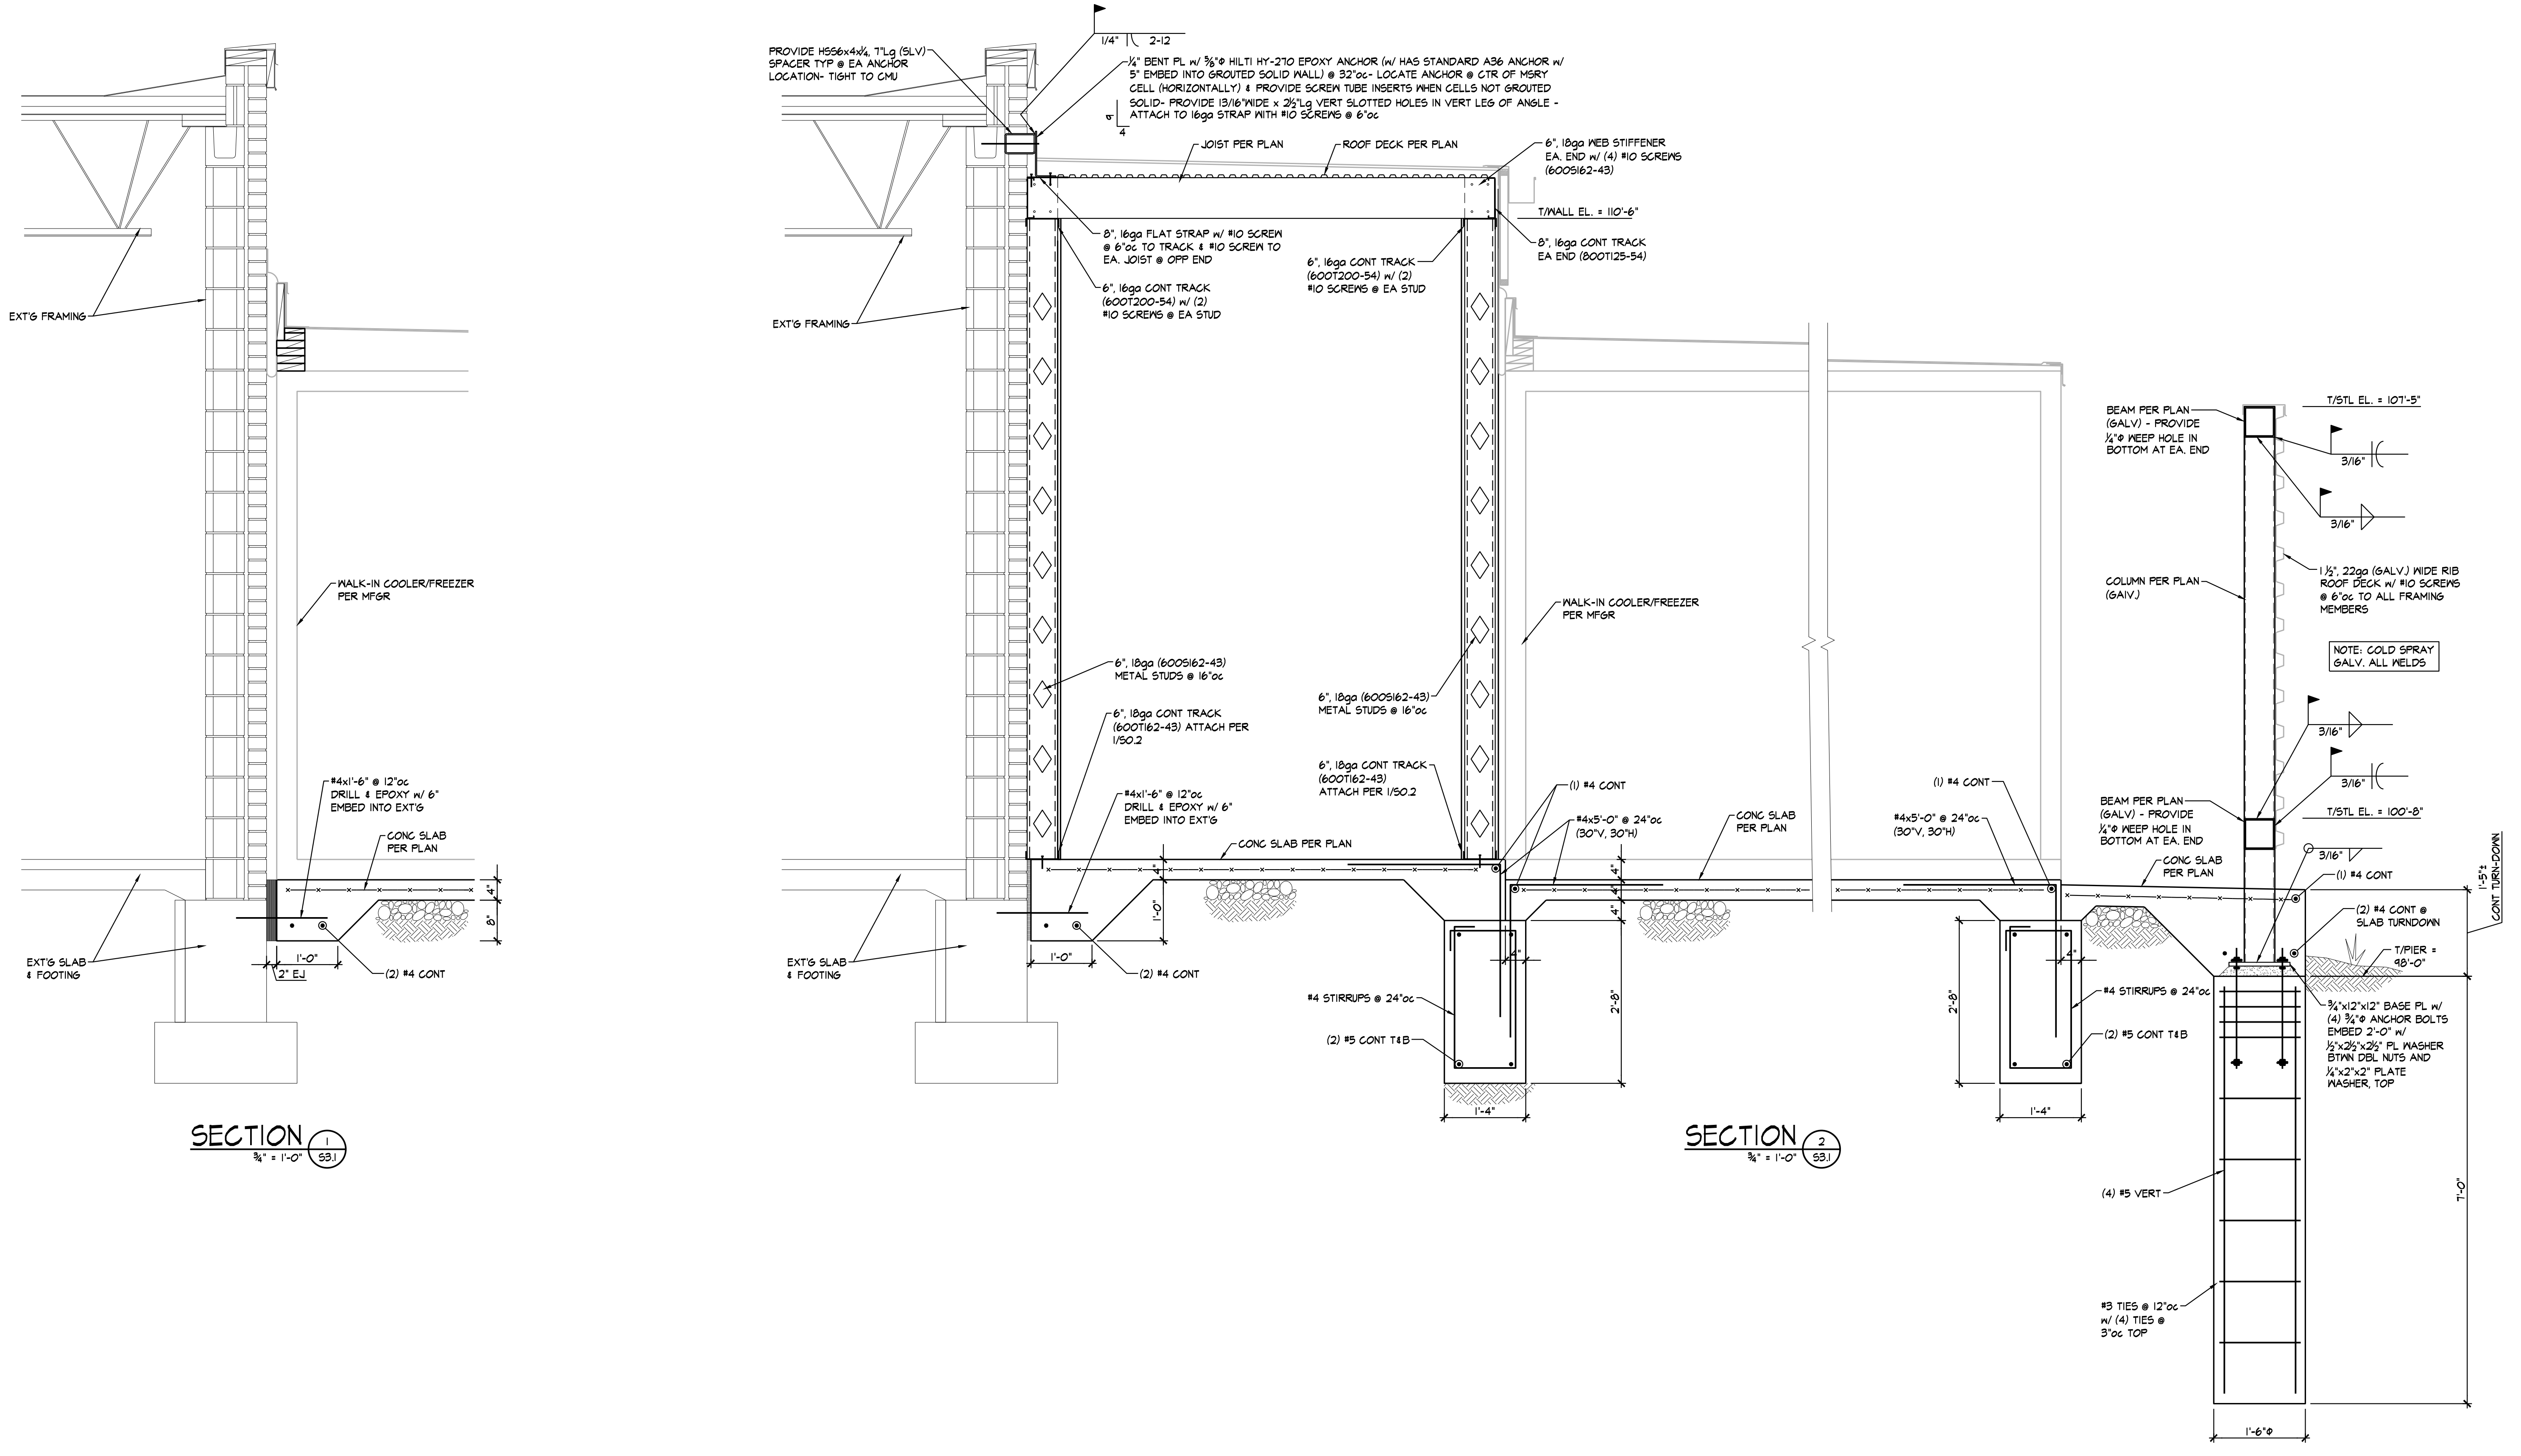 EXT'G FRAMING
WALK-IN COOLER/FREEZER
PER MFGR
#4x1'-6" @ 12"oc
DRILL & EPOXY w/ 6"
EMBED INTO EXT'G
CONC SLAB
PER PLAN
4"
8"
EXT'G SLAB
& FOOTING
1'-0"
2" EJ
(2) #4 CONT
SECTION
3/4" = 1'-0"
1
S3.1
PROVIDE HSS6x4x1/4, 7"Lg (SLV)
SPACER TYP @ EA ANCHOR
LOCATION- TIGHT TO CMU
1/4"
2-12
1/4" BENT PL w/ 5/8"Φ HILTI HY-270 EPOXY ANCHOR (w/ HAS STANDARD A36 ANCHOR w/
5" EMBED INTO GROUTED SOLID WALL) @ 32"oc- LOCATE ANCHOR @ CTR OF MSRY
CELL (HORIZONTALLY) & PROVIDE SCREW TUBE INSERTS WHEN CELLS NOT GROUTED
SOLID- PROVIDE 13/16"WIDE x 2 1/2"Lg VERT SLOTTED HOLES IN VERT LEG OF ANGLE -
ATTACH TO 16ga STRAP WITH #10 SCREWS @ 6"oc
4
JOIST PER PLAN
ROOF DECK PER PLAN
6", 18ga WEB STIFFENER
EA. END w/ (4) #10 SCREWS
(600S162-43)
T/WALL EL. = 110'-6"
8", 16ga CONT TRACK
EA END (800T125-54)
8", 16ga FLAT STRAP w/ #10 SCREW
@ 6"oc TO TRACK & #10 SCREW TO
EA. JOIST @ OPP END
6", 16ga CONT TRACK
(600T200-54) w/ (2)
#10 SCREWS @ EA STUD
6", 16ga CONT TRACK
(600T200-54) w/ (2)
#10 SCREWS @ EA STUD
EXT'G FRAMING
WALK-IN COOLER/FREEZER
PER MFGR
6", 18ga (600S162-43)
METAL STUDS @ 16"oc
6", 18ga (600S162-43)
METAL STUDS @ 16"oc
6", 18ga CONT TRACK
(600T162-43) ATTACH PER
1/S0.2
6", 18ga CONT TRACK
(600T162-43)
ATTACH PER 1/S0.2
#4x1'-6" @ 12"oc
DRILL & EPOXY w/ 6"
EMBED INTO EXT'G
CONC SLAB PER PLAN
(1) #4 CONT
#4x5'-0" @ 24"oc
(30"V, 30"H)
CONC SLAB
PER PLAN
(1) #4 CONT
#4x5'-0" @ 24"oc
(30"V, 30"H)
4"
1'-0"
4"
4"
4"
4"
4"
EXT'G SLAB
& FOOTING
1'-0"
(2) #4 CONT
#4 STIRRUPS @ 24"oc
(2) #5 CONT T&B
2'-8"
1'-4"
2'-8"
#4 STIRRUPS @ 24"oc
(2) #5 CONT T&B
1'-4"
SECTION
3/4" = 1'-0"
2
S3.1
BEAM PER PLAN
(GALV) - PROVIDE
1/4"Φ WEEP HOLE IN
BOTTOM AT EA. END
T/STL EL. = 107'-5"
3/16"
3/16"
COLUMN PER PLAN
(GAlV.)
1 1/2", 22ga (GALV.) WIDE RIB
ROOF DECK w/ #10 SCREWS
@ 6"oc TO ALL FRAMING
MEMBERS
NOTE: COLD SPRAY
GALV. ALL WELDS
3/16"
3/16"
BEAM PER PLAN
(GALV) - PROVIDE
1/4"Φ WEEP HOLE IN
BOTTOM AT EA. END
T/STL EL. = 100'-8"
3/16"
CONC SLAB
PER PLAN
(1) #4 CONT
1'-5"±
CONT TURN-DOWN
(2) #4 CONT @
SLAB TURNDOWN
T/PIER =
98'-0"
3/4"x12"x12" BASE PL w/
(4) 3/4"Φ ANCHOR BOLTS
EMBED 2'-0" w/
1/2"x2 1/2"x2 1/2" PL WASHER
BTWN DBL NUTS AND
1/4"x2"x2" PLATE
WASHER, TOP
(4) #5 VERT
7'-0"
#3 TIES @ 12"oc
w/ (4) TIES @
3"oc TOP
1'-6"Φ